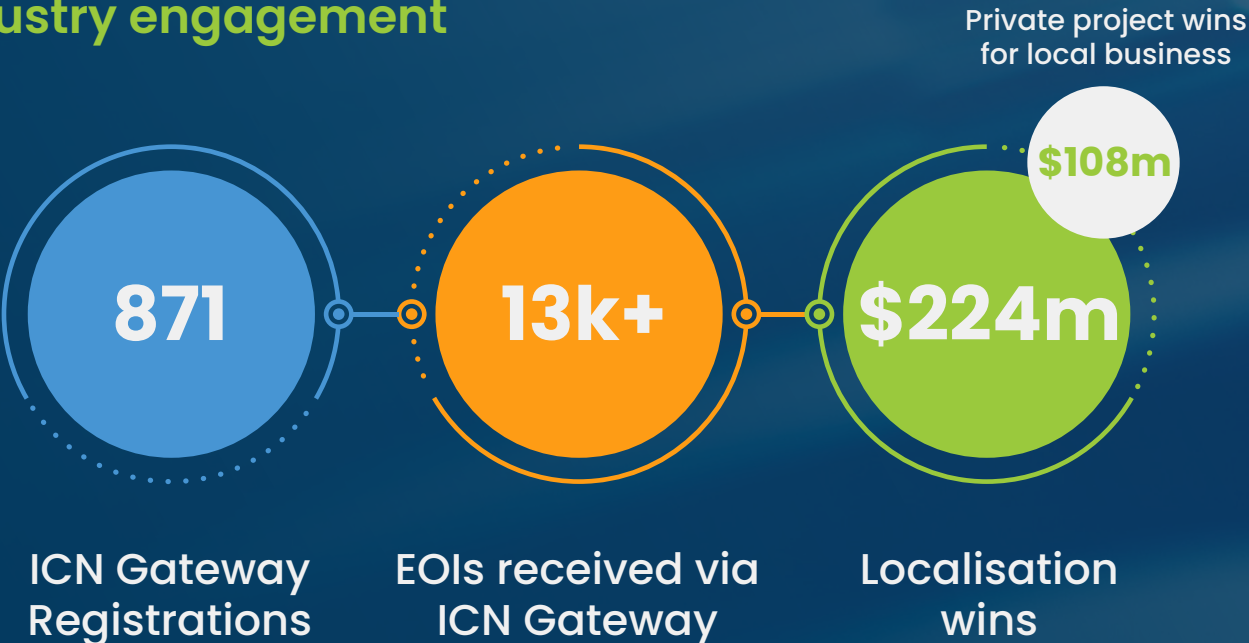 engagement
Private project wins
for local business
$108m
871
13k+
$224m
ICN Gateway
Registrations
EOIs received via
ICN Gateway
Localisation
wins